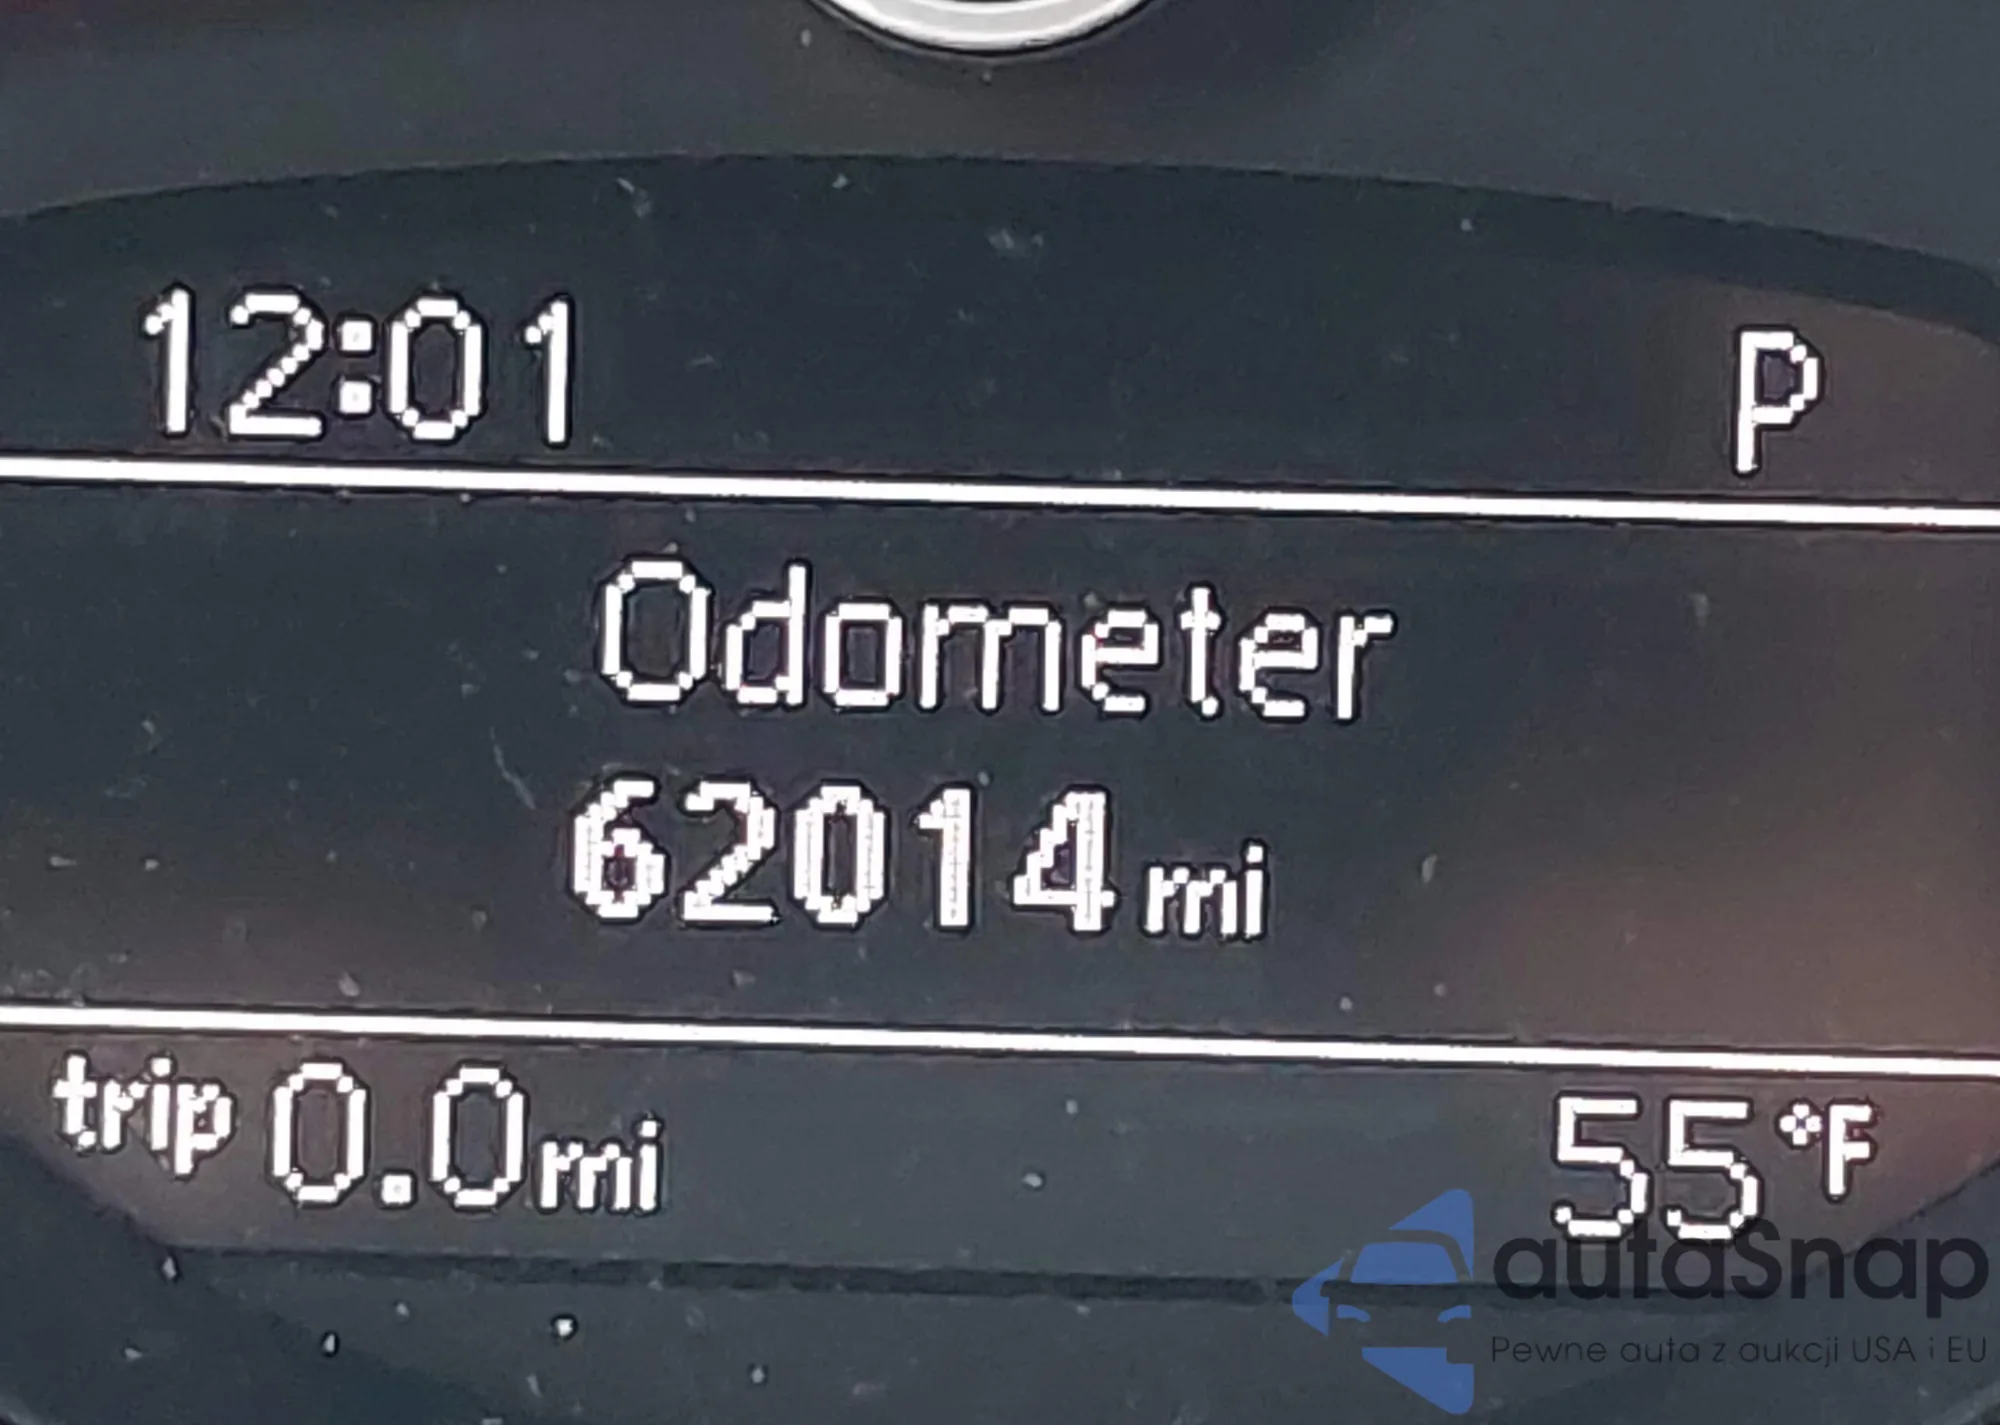 12:01 P
Odometer
62014 mi
trip 0.0 mi 55°F
autaSnap
Pewne auta z aukcji USA i EU